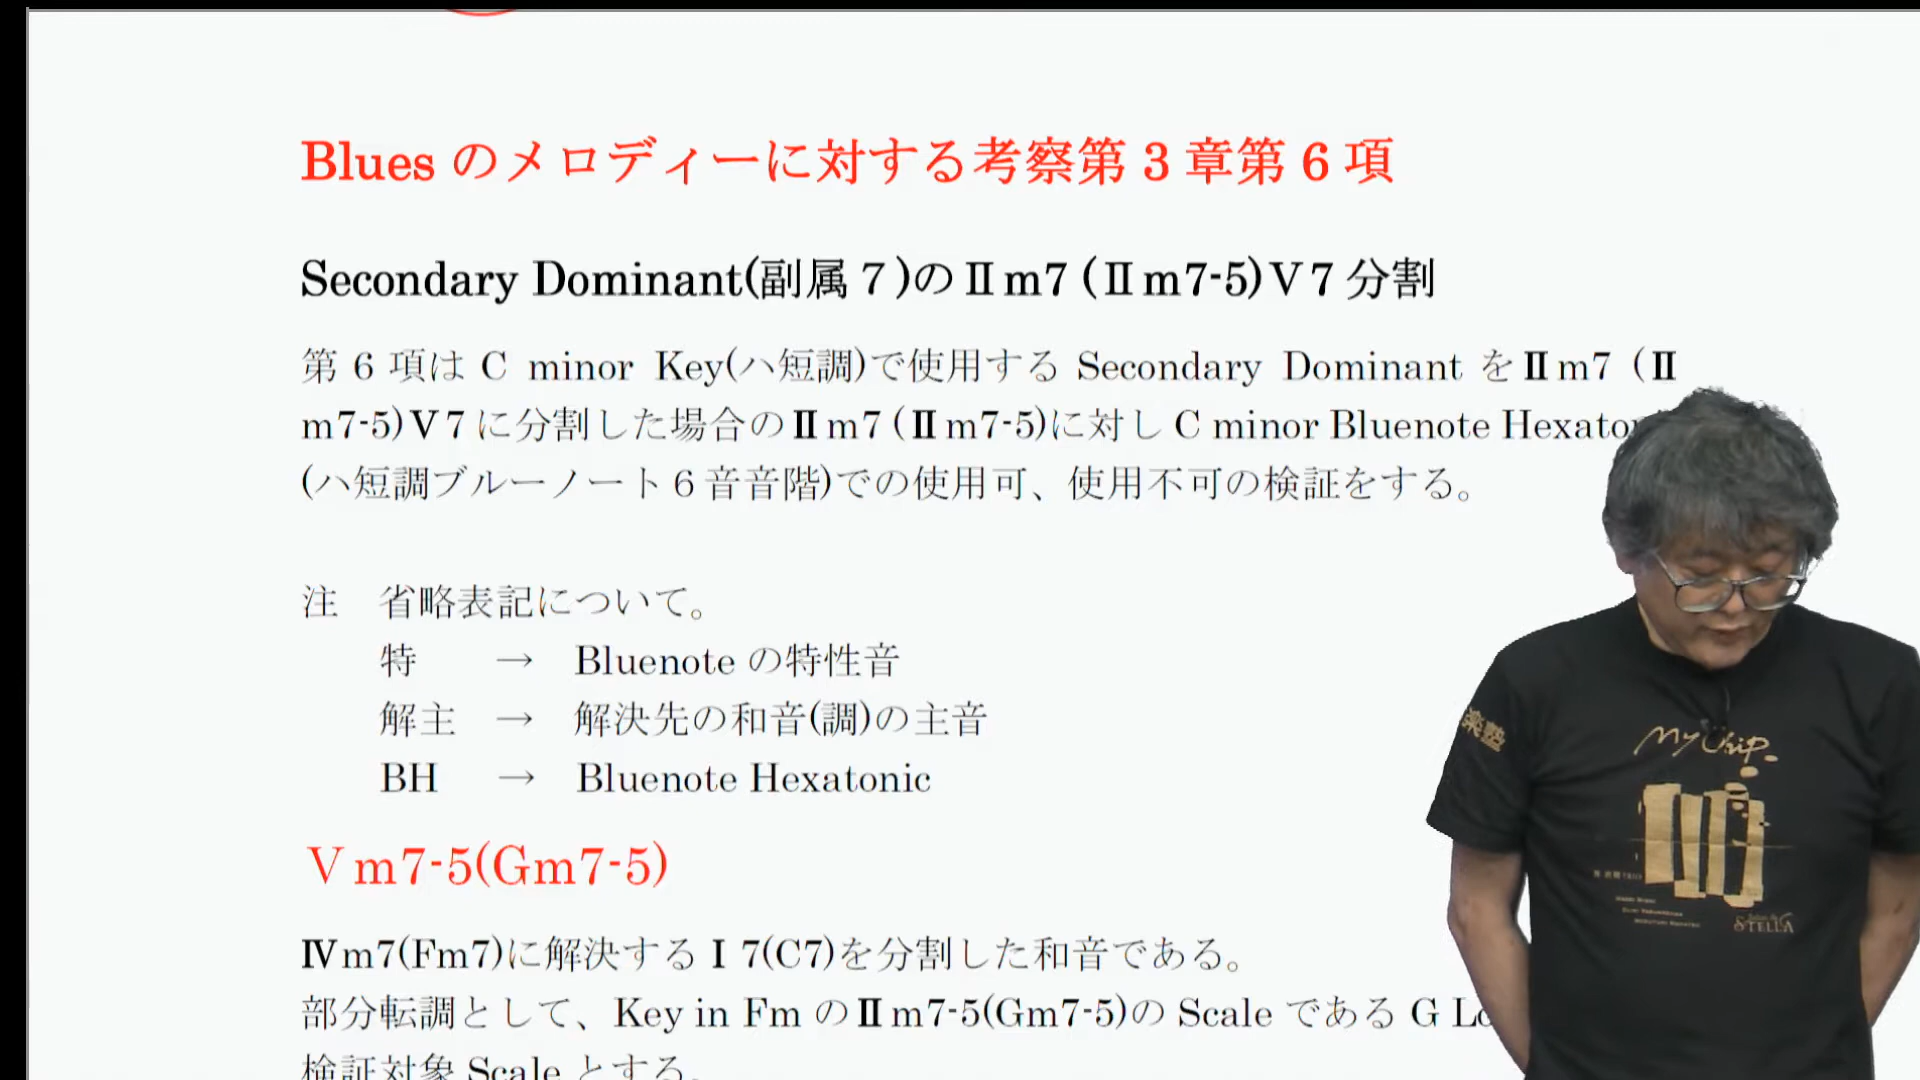 Blues のメロディーに対する考察第 3 章第 6 項
Secondary Dominant(副属７)のⅡm7 (Ⅱm7-5)Ⅴ7 分割
第 6 項は C minor Key(ハ短調)で使用する Secondary Dominant をⅡm7 (Ⅱ
m7-5)Ⅴ7 に分割した場合のⅡm7 (Ⅱm7-5)に対し C minor Bluenote
(ハ短調ブルーノート６音音階)での使用可、使用不可の検証をする。
注 省略表記について。
特 → Bluenote の特性音
解主 → 解決先の和音(調)の主音
BH → Bluenote Hexatonic
Ⅴm7-5(Gm7-5)
Ⅳm7(Fm7)に解決するⅠ7(C7)を分割した和音である。
部分転調として、Key in Fm のⅡm7-5(Gm7-5)の Scale である G
検証対象 Scale とする。
楽塾
My Ship
STELLA